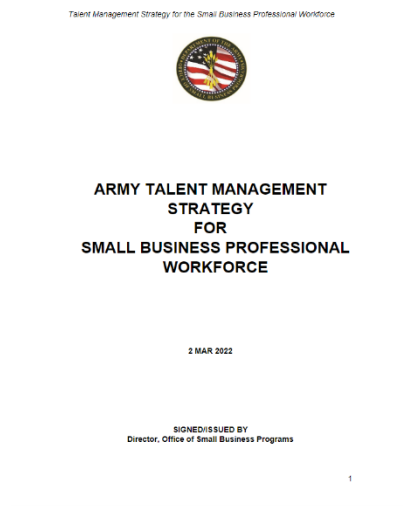 Talent Management Strategy for the Small Business Professional Workforce
ARMY TALENT MANAGEMENT
STRATEGY
FOR
SMALL BUSINESS PROFESSIONAL
WORKFORCE
2 MAR 2022
SIGNED/ISSUED BY
Director, Office of Small Business Programs
1